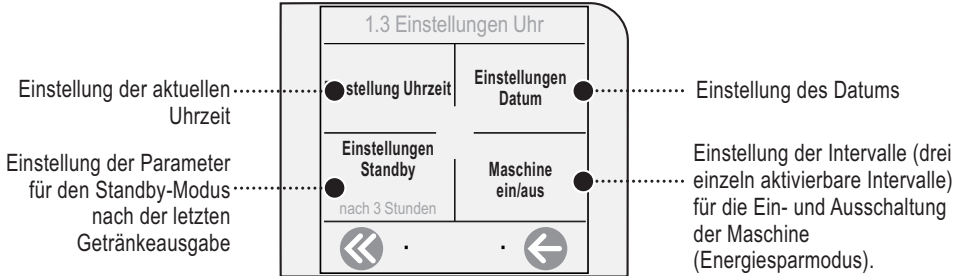 1.3 Einstellungen Uhr
Einstellung der aktuellen
Uhrzeit
stellung Uhrzeit
Einstellungen
Datum
Einstellung des Datums
Einstellung der Parameter
für den Standby-Modus
nach der letzten
Getränkeausgabe
Einstellungen
Standby
nach 3 Stunden
Maschine
ein/aus
Einstellung der Intervalle (drei
einzeln aktivierbare Intervalle)
für die Ein- und Ausschaltung
der Maschine
(Energiesparmodus).